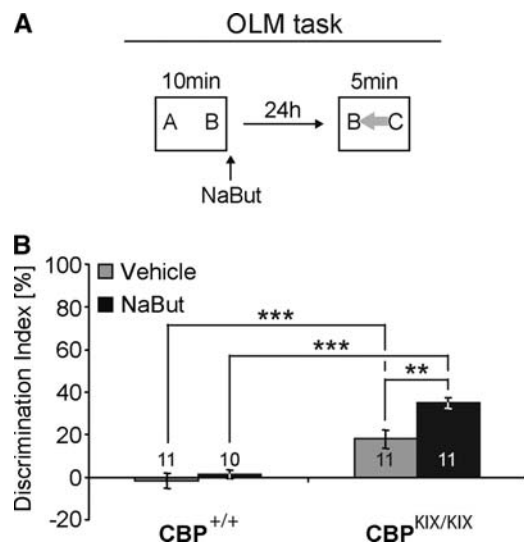 A
OLM task
10min 5min
A B 24h B C
NaBut
B
Discrimination Index [%]
100
80
60
40
20
0
-20
Vehicle
NaBut
***
***
**
11 10 11 11
CBP+/+ CBPKIX/KIX